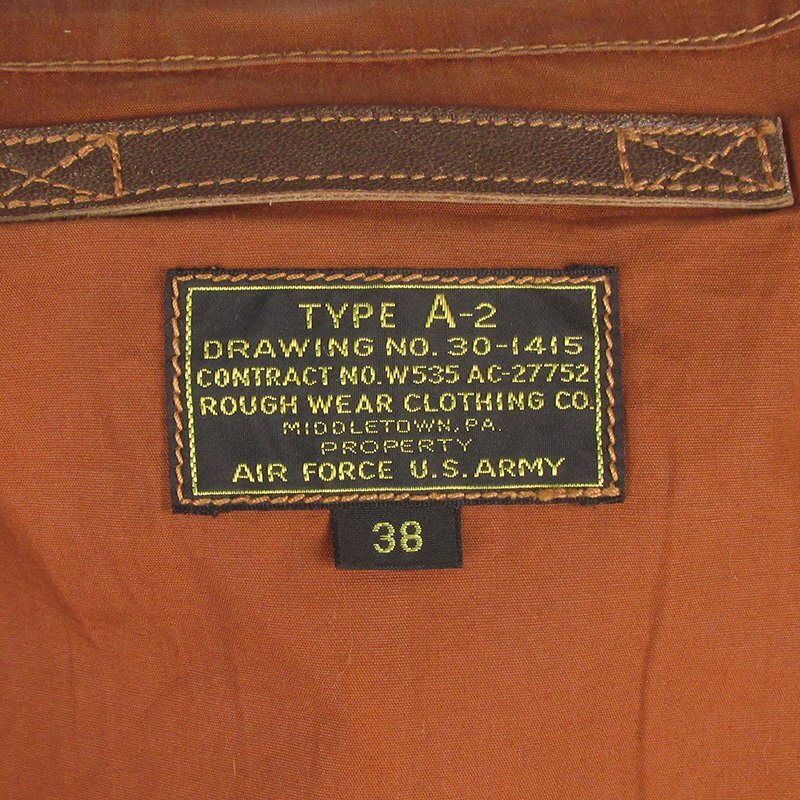 TYPE A-2
DRAWING NO. 30-1415
CONTRACT NO. W535 AC-27752
ROUGH WEAR CLOTHING CO.
MIDDLETOWN, PA.
PROPERTY
AIR FORCE U.S. ARMY
38